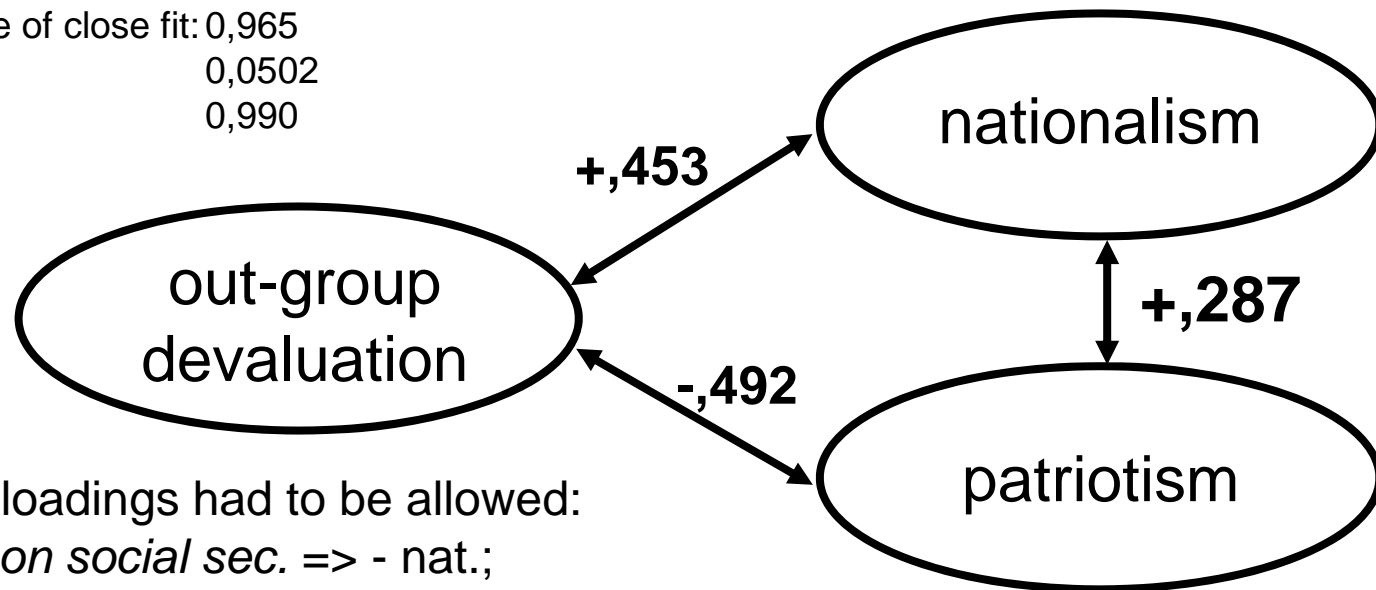 e of close fit: 0,965
0,0502
0,990
nationalism
+,453
out-group
devaluation
+,287
-,492
patriotism
loadings had to be allowed:
on social sec. => - nat.;